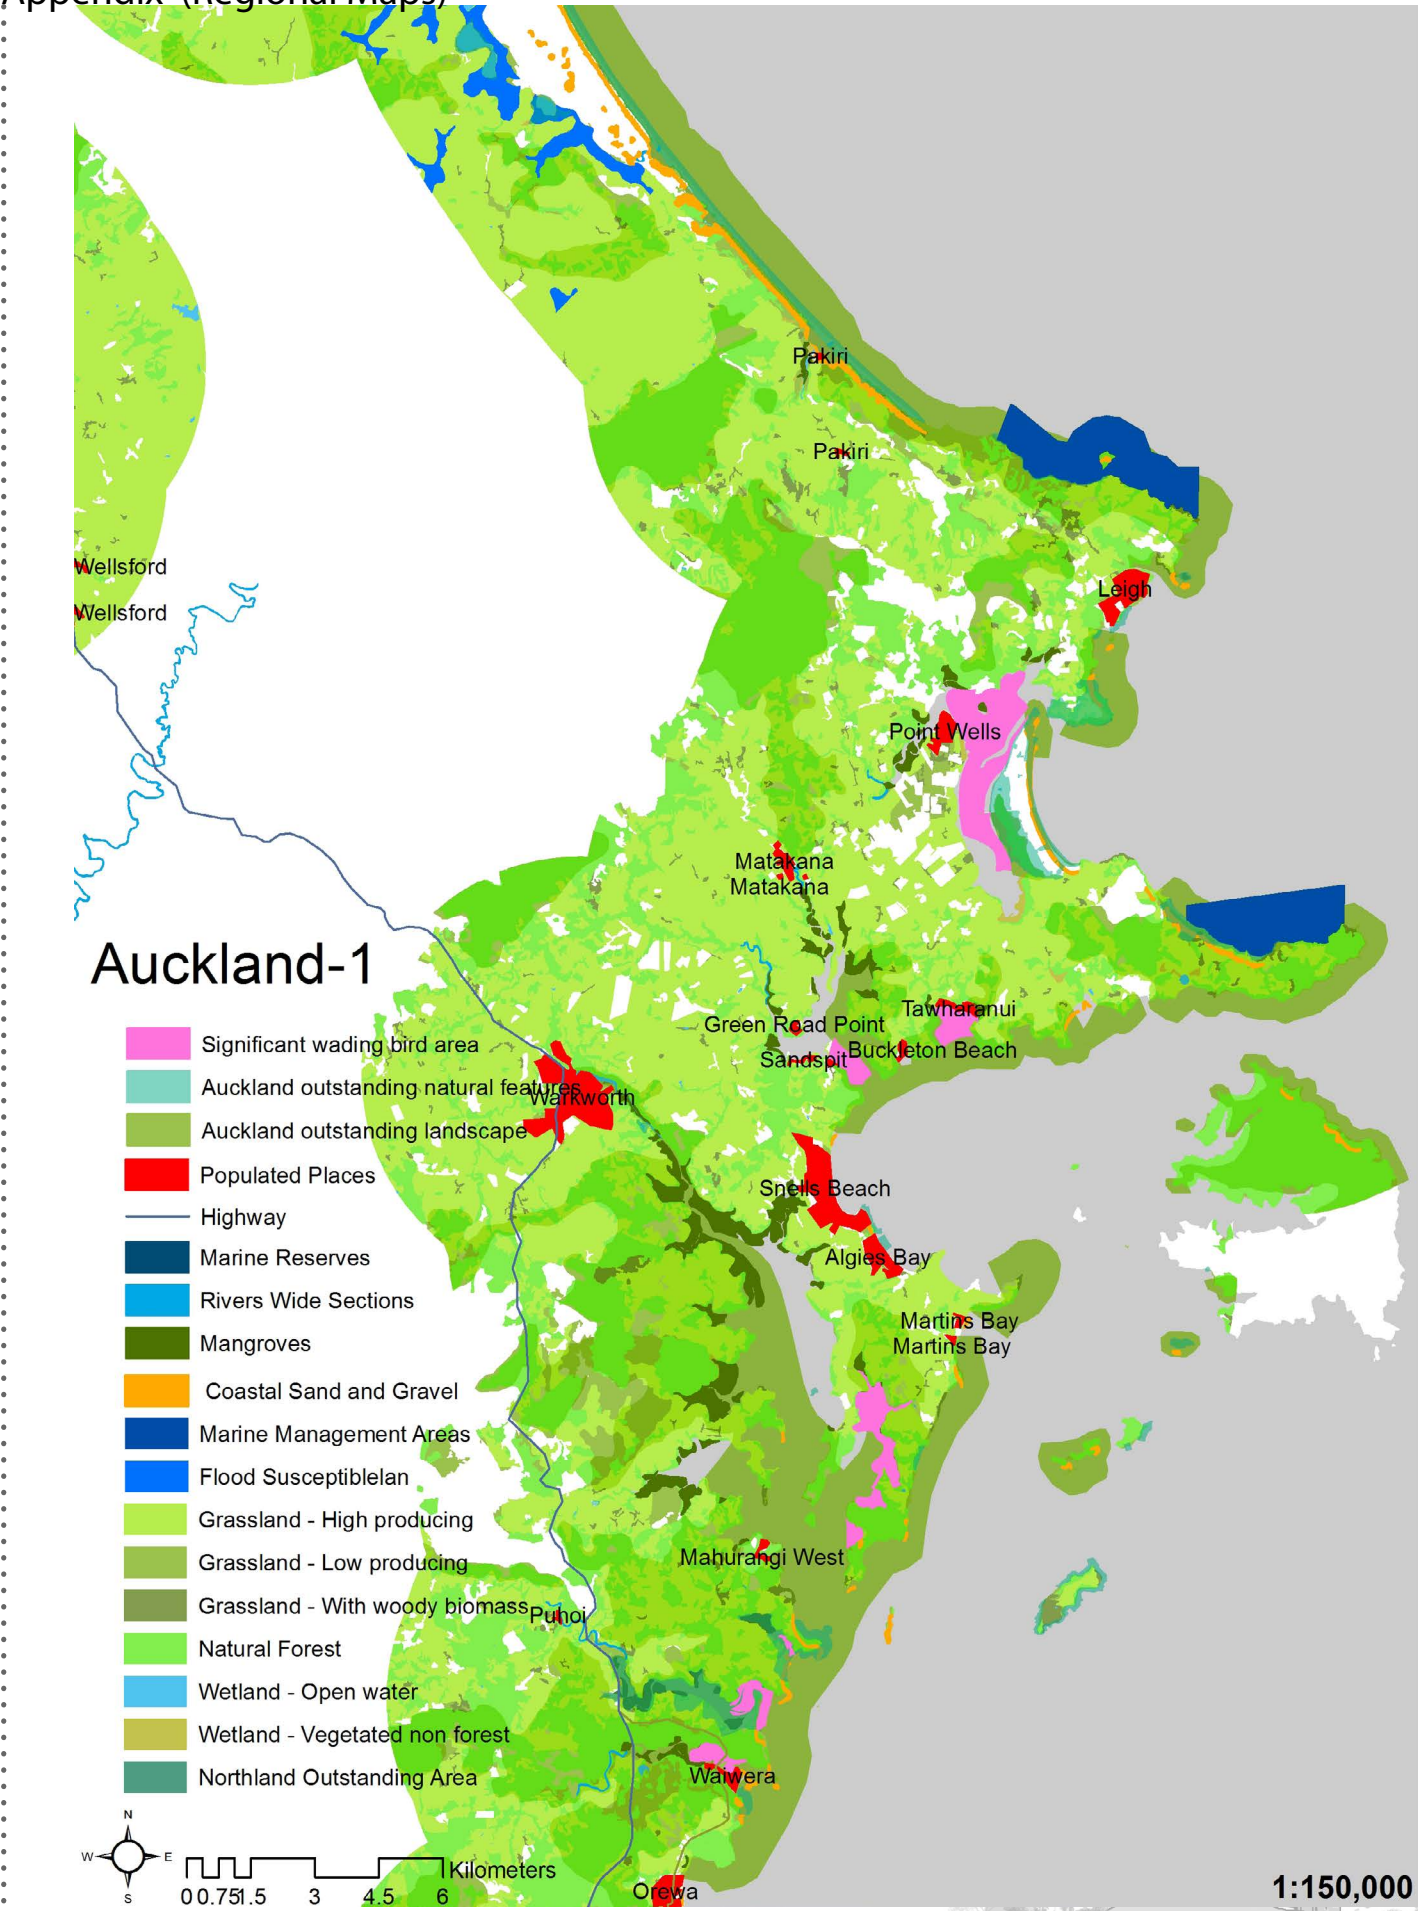 Appendix (Regional Maps)
Pakiri
Pakiri
Wellsford
Leigh
Wellsford
Point Wells
Matakana
Matakana
Auckland-1
Tawharanui
Green Road Point
Sandspit
Buckleton Beach
Warkworth
Snells Beach
Algies Bay
Martins Bay
Martins Bay
Mahurangi West
Puhoi
Waiwera
Orewa
Significant wading bird area
Auckland outstanding natural features
Auckland outstanding landscape
Populated Places
Highway
Marine Reserves
Rivers Wide Sections
Mangroves
Coastal Sand and Gravel
Marine Management Areas
Flood Susceptiblelan
Grassland - High producing
Grassland - Low producing
Grassland - With woody biomass
Natural Forest
Wetland - Open water
Wetland - Vegetated non forest
Northland Outstanding Area
N
W E
S
Kilometers
0 0.75 1.5 3 4.5 6
1:150,000